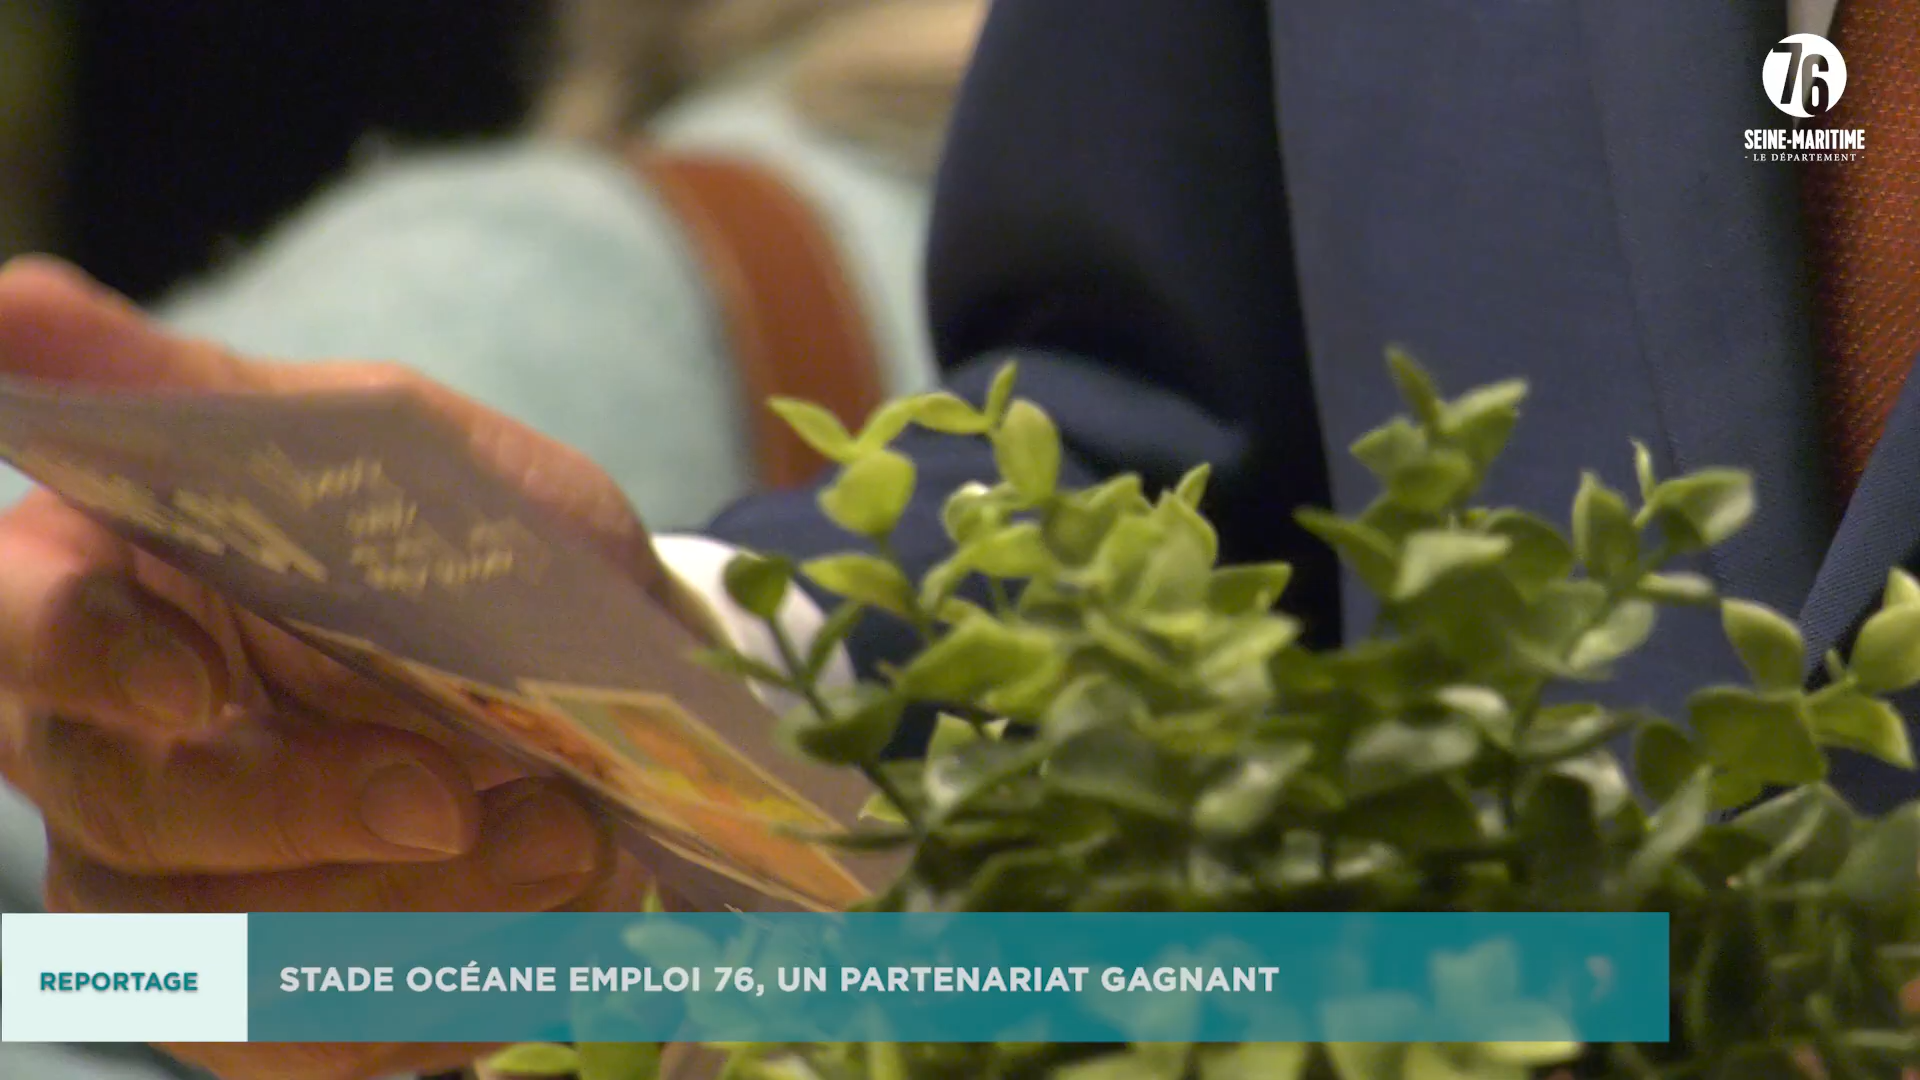 76
SEINE-MARITIME
- LE DÉPARTEMENT -
REPORTAGE
STADE OCÉANE EMPLOI 76, UN PARTENARIAT GAGNANT